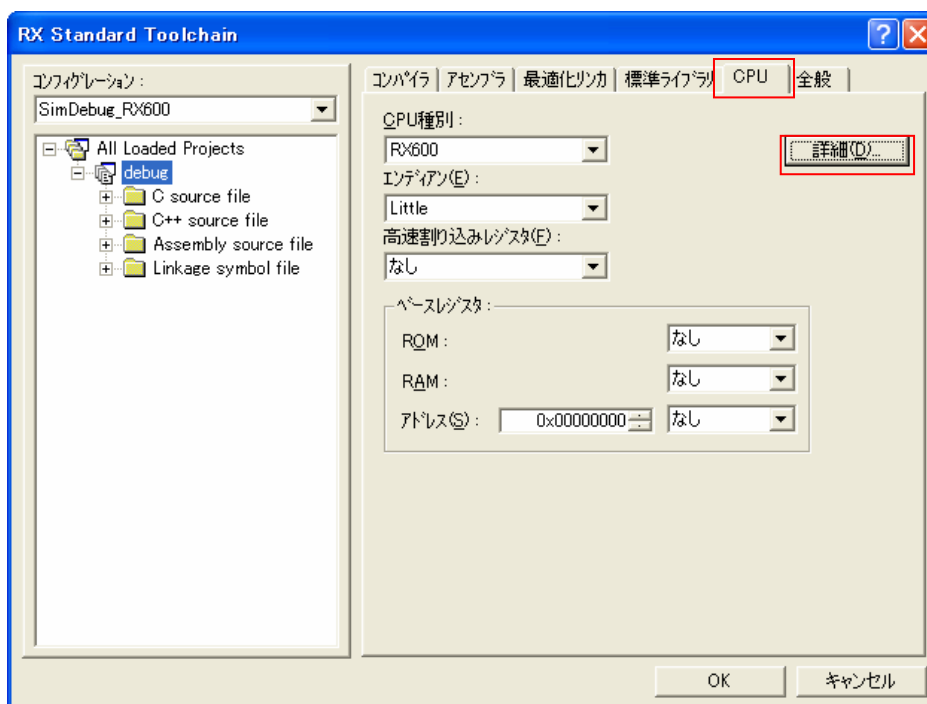 RX Standard Toolchain
コンフィグレーション :
SimDebug_RX600
All Loaded Projects
debug
C source file
C++ source file
Assembly source file
Linkage symbol file
コンパイラ アセンブラ 最適化リンカ 標準ライブラリ CPU 全般
CPU種別 :
RX600
詳細(D)...
エンディアン(E) :
Little
高速割り込みレジスタ(F) :
なし
ベースレジスタ :
ROM : なし
RAM : なし
アドレス(S) : 0x00000000 なし
OK キャンセル